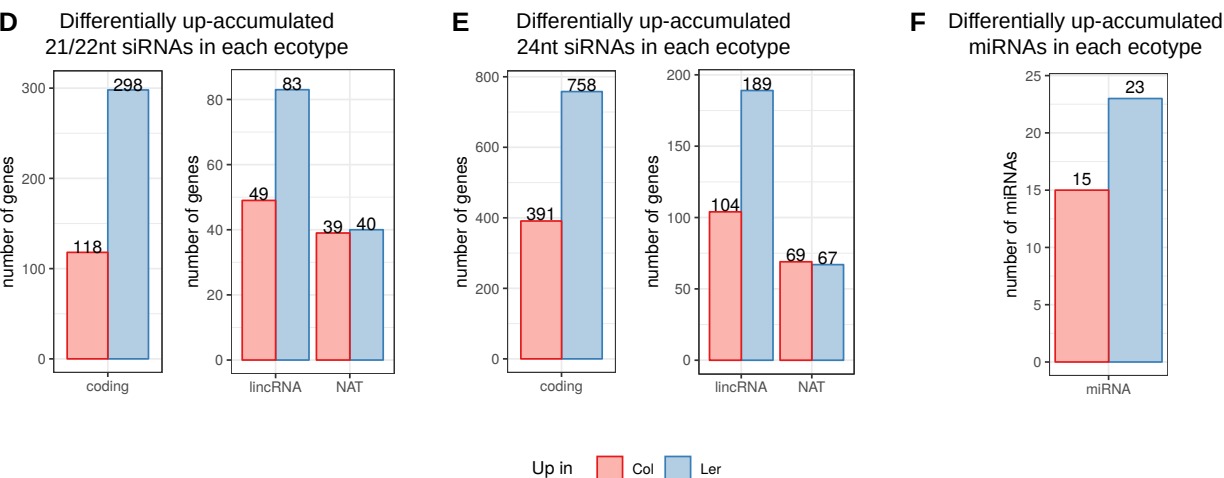 D
Differentially up-accumulated
21/22nt siRNAs in each ecotype
number of genes
300
200
100
0
118
298
coding
number of genes
80
60
40
20
0
49
83
39
40
lincRNA
NAT
E
Differentially up-accumulated
24nt siRNAs in each ecotype
number of genes
800
600
400
200
0
391
758
coding
number of genes
200
150
100
50
0
104
189
69
67
lincRNA
NAT
F
Differentially up-accumulated
miRNAs in each ecotype
number of miRNAs
25
20
15
10
5
0
15
23
miRNA
Up in
Col
Ler